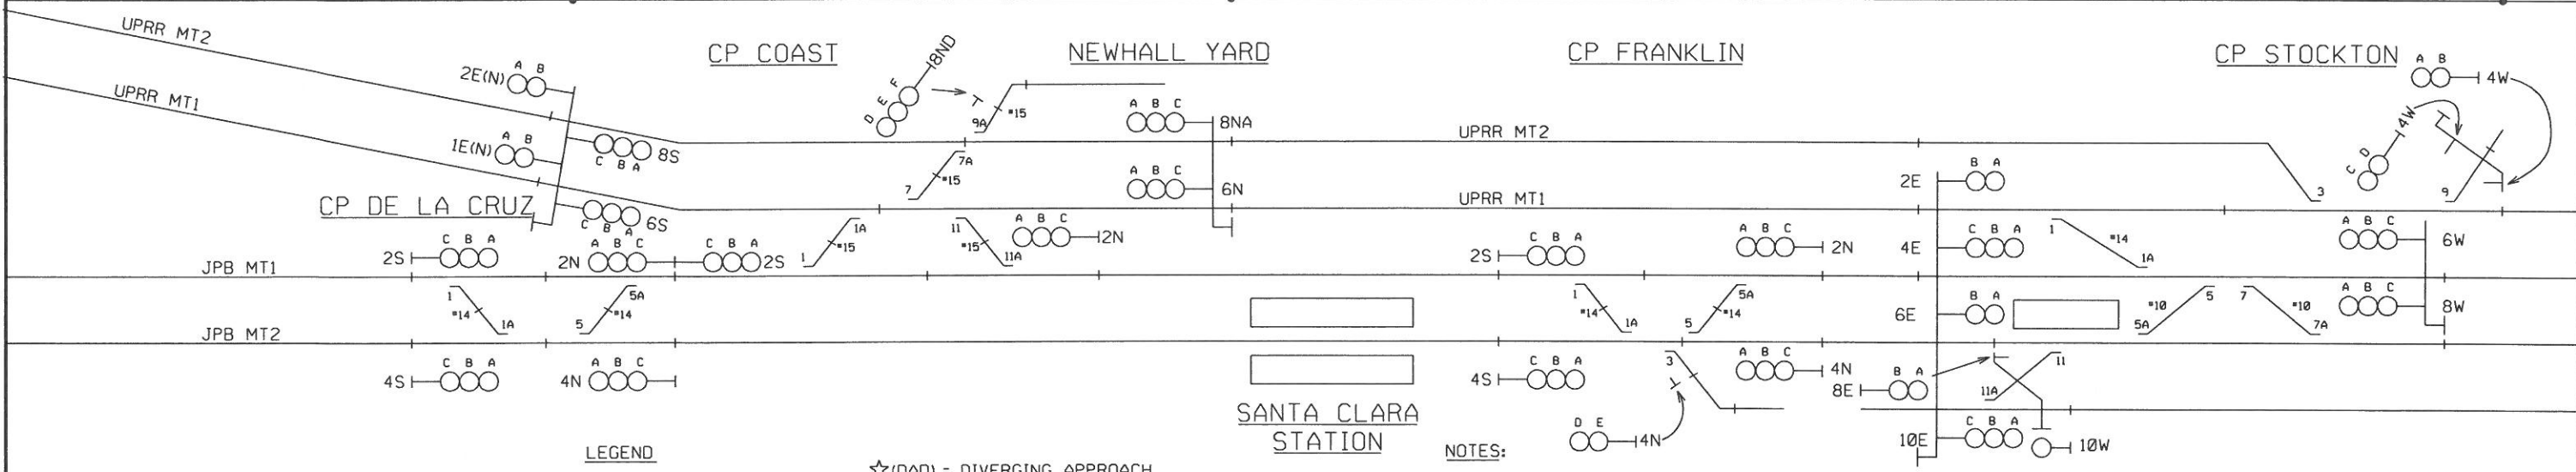 CP COAST
NEWHALL YARD
CP FRANKLIN
CP STOCKTON
UPRR MT2
UPRR MT1
2E(N) A B
1E(N) A B
C B A 8S
C B A 6S
CP DE LA CRUZ
D E F 8ND
9A #15
7 #15 7A
A B C 8NA
A B C 6N
UPRR MT2
UPRR MT1
A B 4W
C D 4W
3
9
2S C B A
2N A B C
C B A 2S
1 #15 1A
11 #15 11A
A B C 2N
2S C B A
A B C 2N
2E B A
4E C B A
1 #14 1A
A B C 6W
JPB MT1
1 #14 1A
5 #14 5A
1 #14 1A
5 #14 5A
6E B A
5A #10 5
7 #10 7A
A B C 8W
JPB MT2
4S C B A
4N A B C
SANTA CLARA
STATION
4S C B A
3
A B C 4N
D E 4N
8E B A
11A 11
10E C B A
10W
LEGEND
☆(DAD) - DIVERGING APPROACH
NOTES: